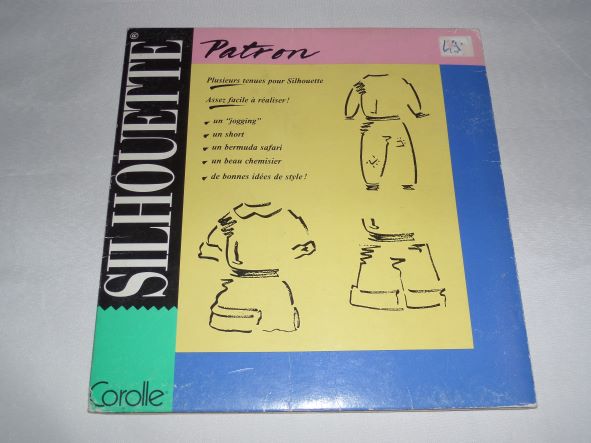 SILHOUETTE®
Patron
Plusieurs tenues pour Silhouette
Assez facile à réaliser!
un "jogging"
un short
un bermuda safari
un beau chemisier
de bonnes idées de style!
Corolle